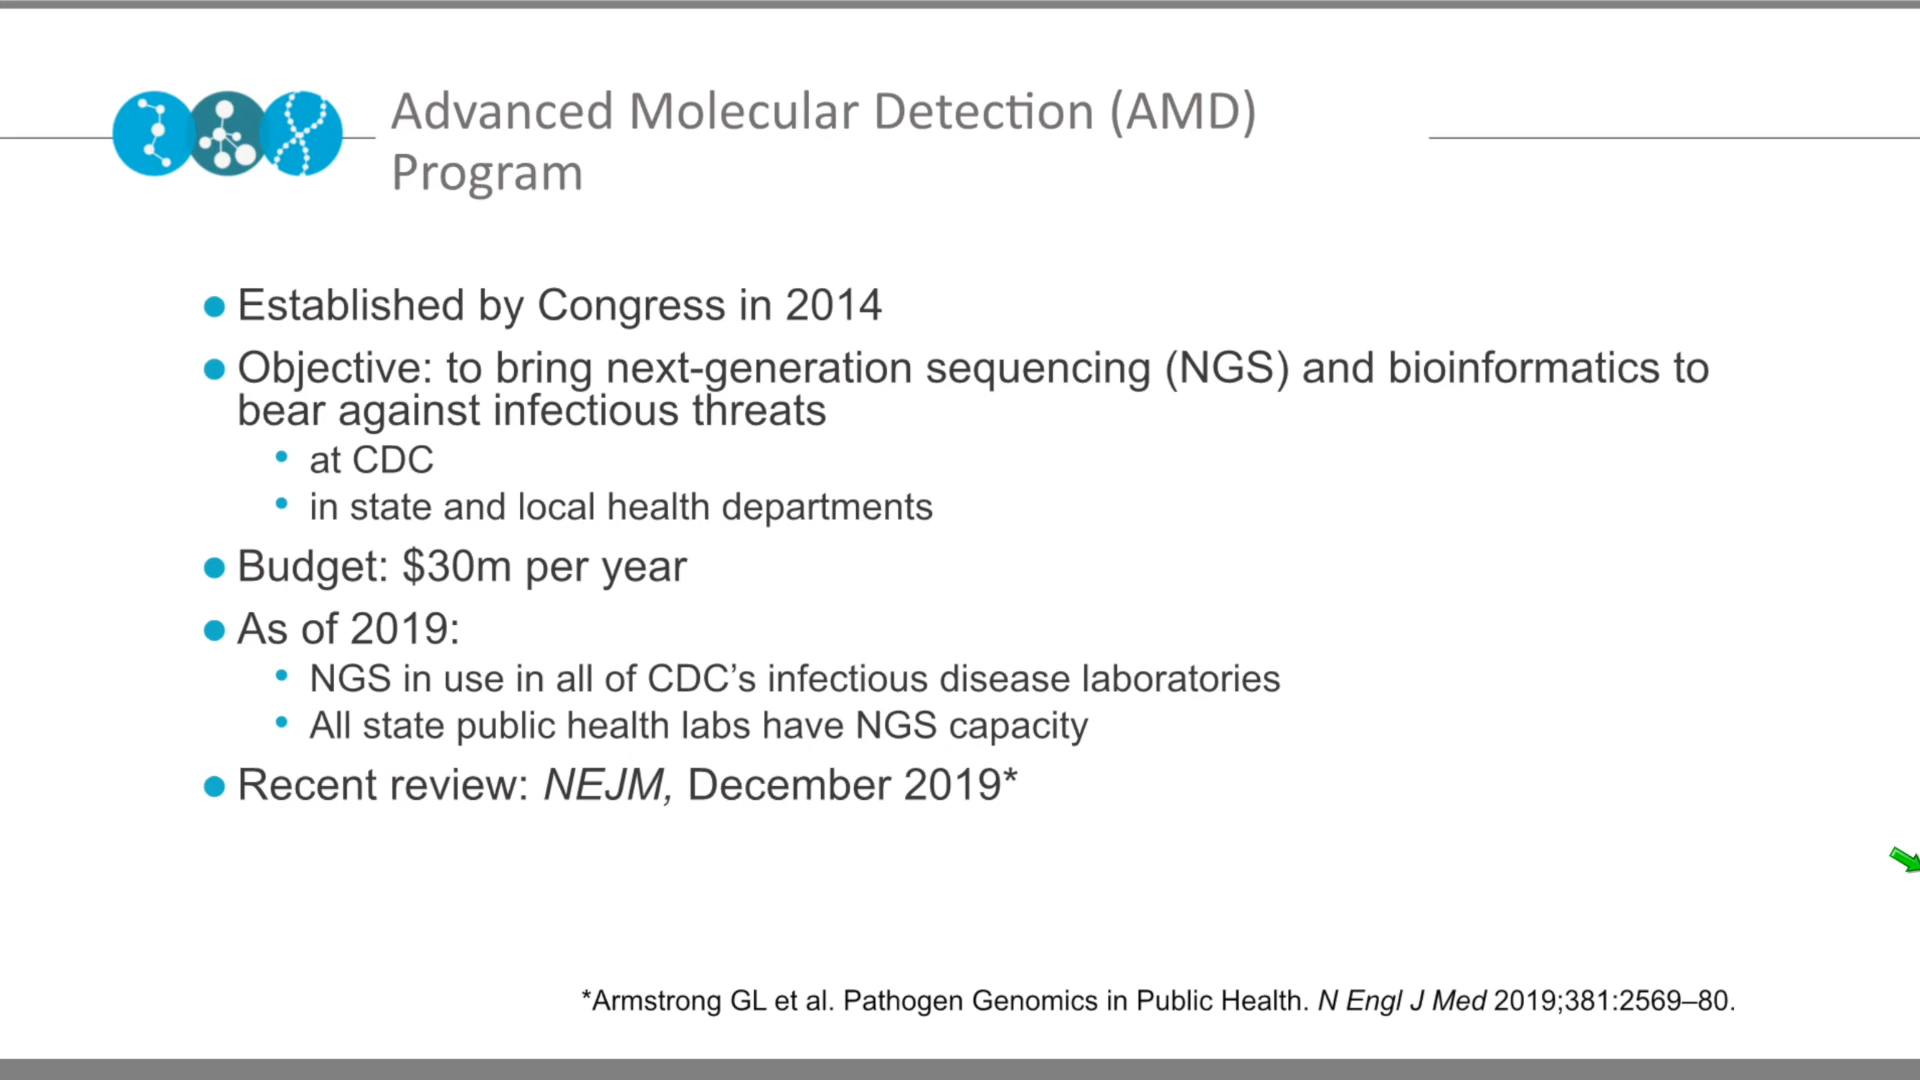 Advanced Molecular Detection (AMD)
Program
Established by Congress in 2014
Objective: to bring next-generation sequencing (NGS) and bioinformatics to
bear against infectious threats
at CDC
in state and local health departments
Budget: $30m per year
As of 2019:
NGS in use in all of CDC’s infectious disease laboratories
All state public health labs have NGS capacity
Recent review: NEJM, December 2019*
*Armstrong GL et al. Pathogen Genomics in Public Health. N Engl J Med 2019;381:2569–80.